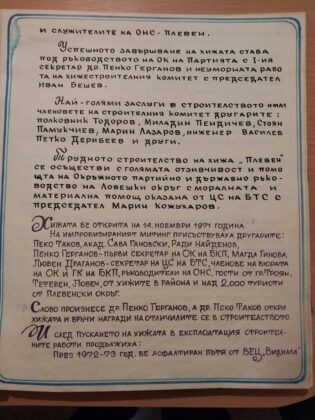 и служителите на ОНС - Плевен.
Успешното завършване на хижата става
под ръководството на ОК на Партията с 1-ия
секретар др. Пенко Герганов и неуморната рабо
та на хижестроителния комитет с председател
Иван Бешев.
Най-голями заслуги в строителството имат
членовете на строителния комитет другарите:
полковник Тодоров, Миладин Пендичев, Стоян
Памукчиев, Марин Лазаров, инженер Василев
Петко Дерибеев и други.
Трудното строителство на хижа „Плевен"
се осъществи с голямата отзивчивост и помо
щта на Окръжното партийно и държавно ръко-
водство на Ловешки окръг с моралната и
материална помощ оказана от ЦС на БТС с
председател Марин Кожухаров.
Хижата бе открита на 14. ноември 1971 година.
На импровизирания митинг присъствуваха другарите:
Пеко Таков, акад. Сава Гановски, Ради Найденов,
Пенко Герганов - първи секретар на ОК на БКП, Млада Гинова,
Любен Драганов - секретар на ЦС на БТС, членове на бюрата
на ОК и ГК на БКП, ръководители на ОНС, гости от гр. Троян,
Тетевен, Ловеч, от хижите в района и над 2,000 туристи
от Плевенски окръг.
Слово произнесе др. Пенко Герганов, а др. Пеко Таков откри
хижата и връчи награди на отличилите се в строителството.
И след пускането на хижата в експлоатация строител-
ните работи продължиха:
През 1972-73 год. бе асфалтиран пътя от ВЕЦ „Видима